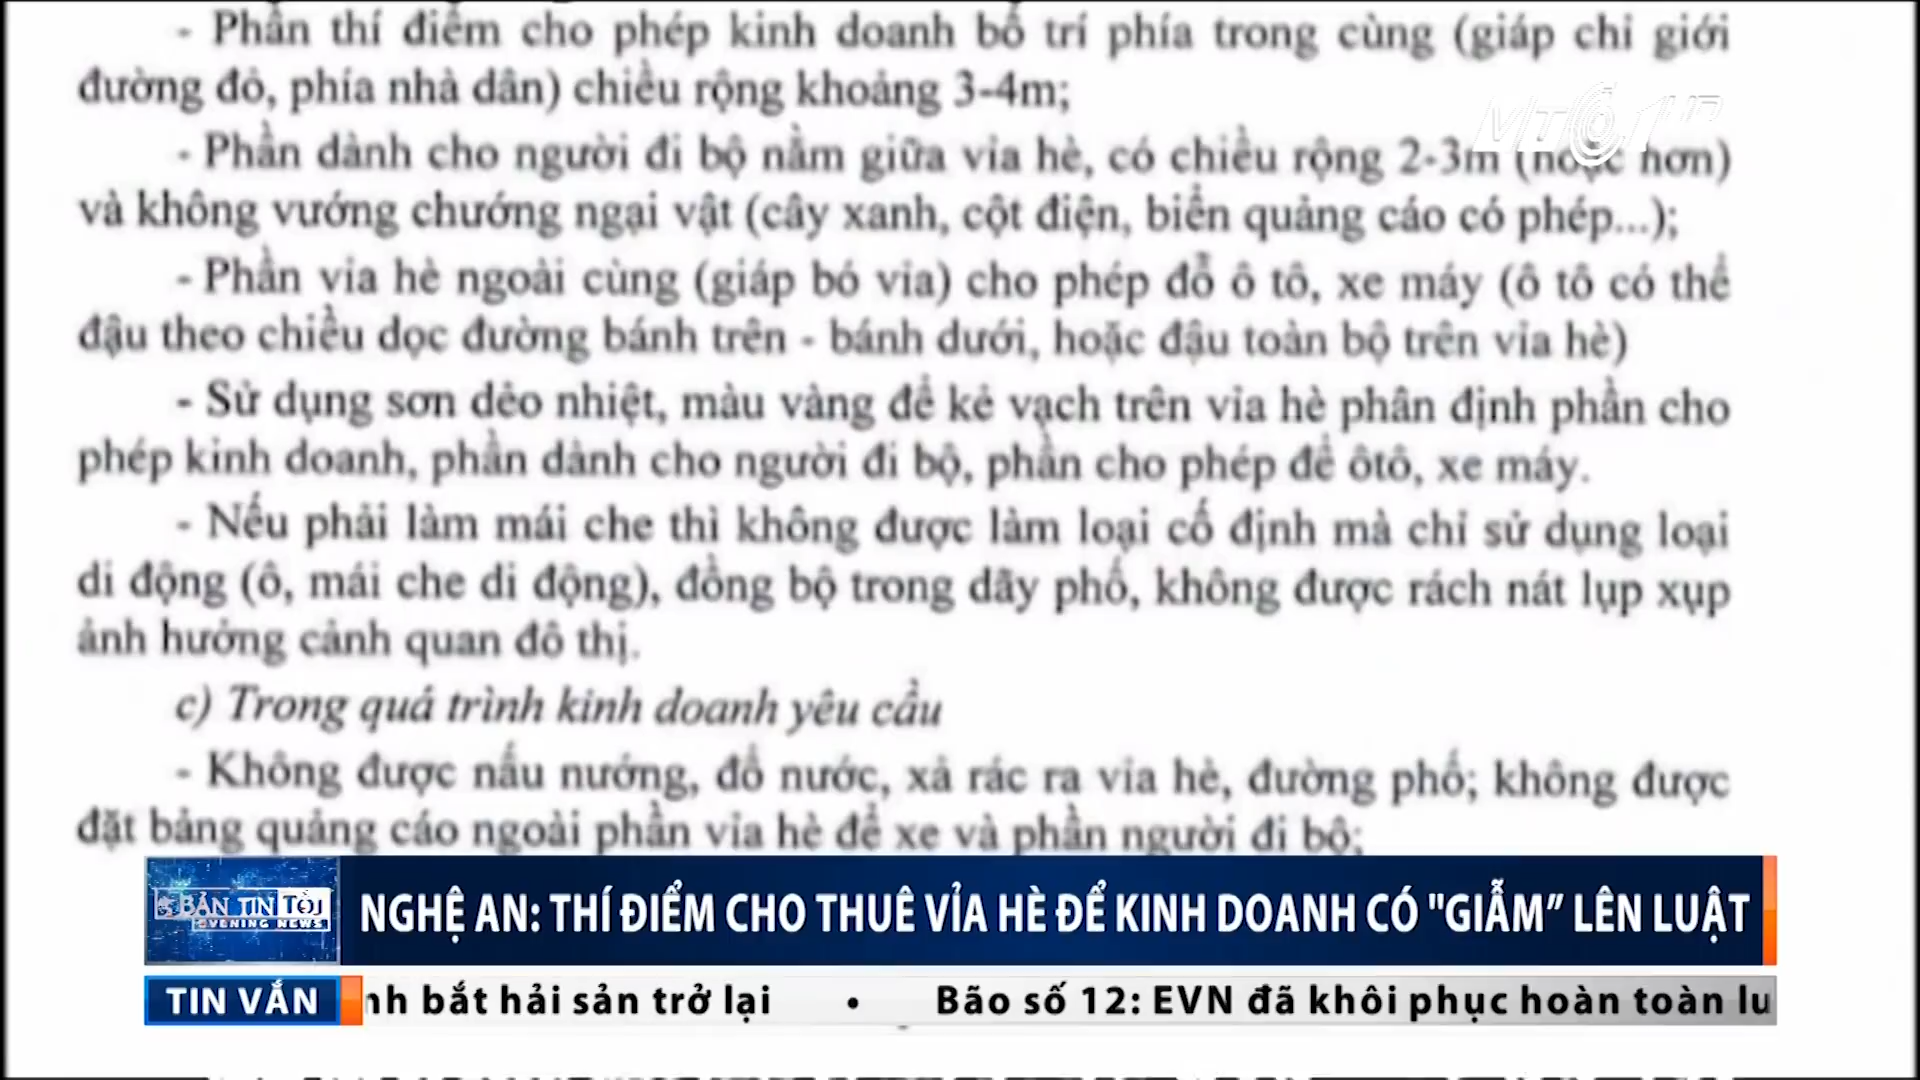 - Phần thí điểm cho phép kinh doanh bố trí phía trong cùng (giáp chỉ giới
đường đỏ, phía nhà dân) chiều rộng khoảng 3-4m;
VTC1 HD
- Phần dành cho người đi bộ nằm giữa vỉa hè, có chiều rộng 2-3m (hoặc hơn)
và không vướng chướng ngại vật (cây xanh, cột điện, biển quảng cáo có phép...);
- Phần vỉa hè ngoài cùng (giáp bó vỉa) cho phép đỗ ô tô, xe máy (ô tô có thể
đậu theo chiều dọc đường bánh trên - bánh dưới, hoặc đậu toàn bộ trên vỉa hè)
- Sử dụng sơn dẻo nhiệt, màu vàng để kẻ vạch trên vỉa hè phân định phần cho
phép kinh doanh, phần dành cho người đi bộ, phần cho phép để ôtô, xe máy.
- Nếu phải làm mái che thì không được làm loại cố định mà chỉ sử dụng loại
di động (ô, mái che di động), đồng bộ trong dãy phố, không được rách nát lụp xụp
ảnh hưởng cảnh quan đô thị.
c) Trong quá trình kinh doanh yêu cầu
- Không được nấu nướng, đổ nước, xả rác ra vỉa hè, đường phố; không được
đặt bảng quảng cáo ngoài phần vỉa hè để xe và phần người đi bộ;
BẢN TIN TỐI
EVENING NEWS
NGHỆ AN: THÍ ĐIỂM CHO THUÊ VỈA HÈ ĐỂ KINH DOANH CÓ "GIẪM” LÊN LUẬT
TIN VẮN
nh bắt hải sản trở lại • Bão số 12: EVN đã khôi phục hoàn toàn lu